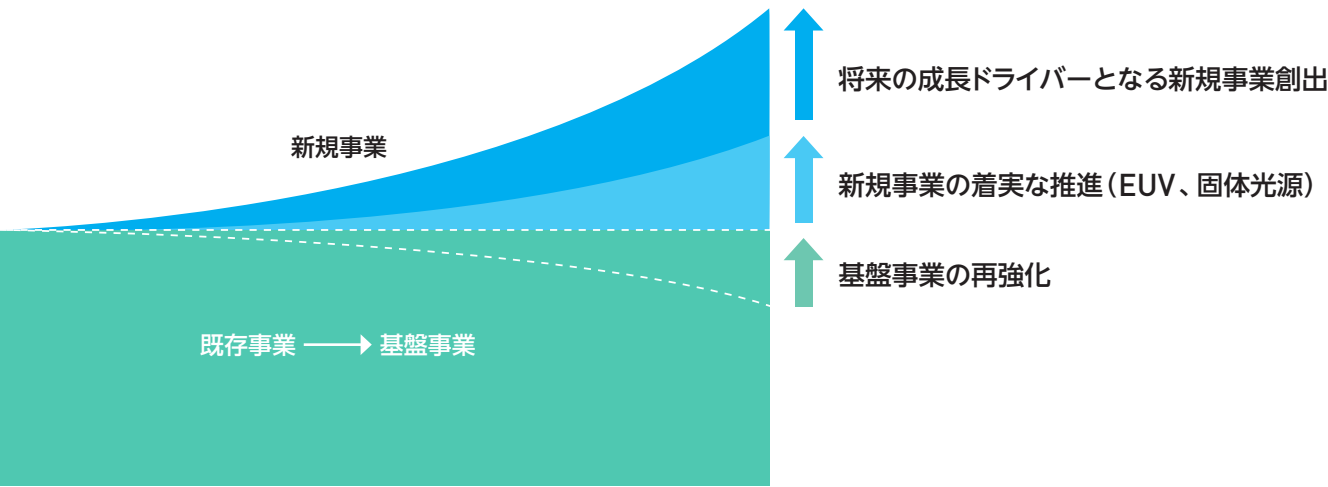 将来の成長ドライバーとなる新規事業創出
新規事業
新規事業の着実な推進（EUV、固体光源）
基盤事業の再強化
既存事業 → 基盤事業